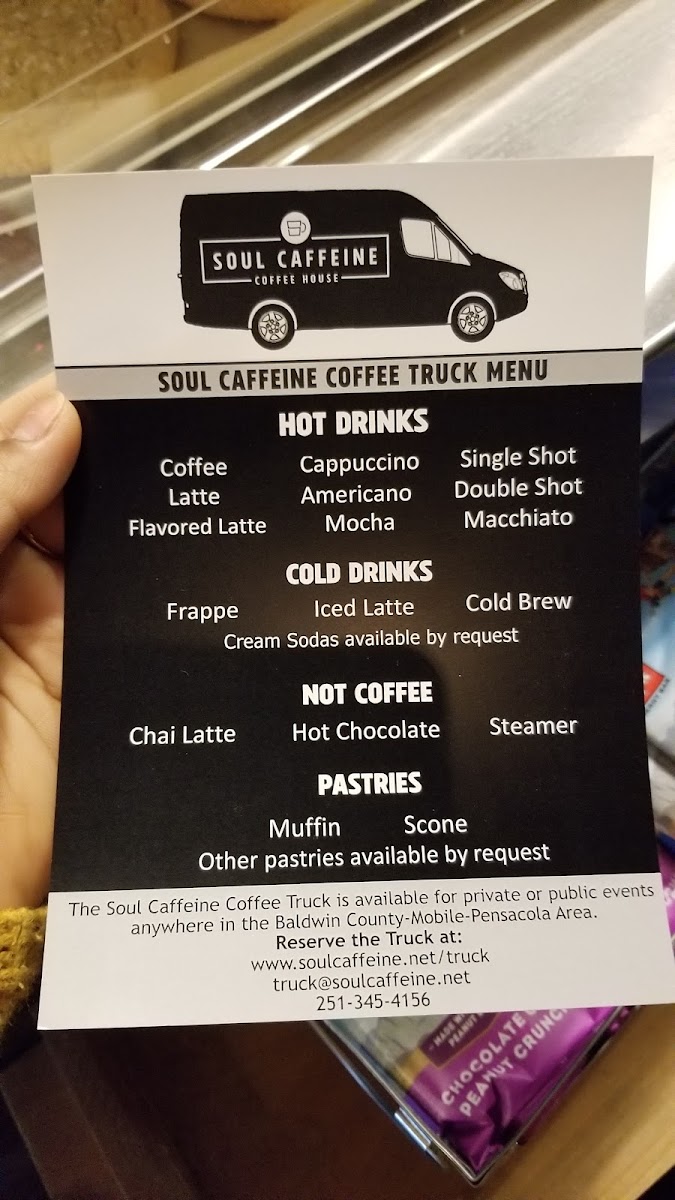 SOUL CAFFEINE
COFFEE HOUSE
SOUL CAFFEINE COFFEE TRUCK MENU
HOT DRINKS
Coffee Cappuccino Single Shot
Latte Americano Double Shot
Flavored Latte Mocha Macchiato
COLD DRINKS
Frappe Iced Latte Cold Brew
Cream Sodas available by request
NOT COFFEE
Chai Latte Hot Chocolate Steamer
PASTRIES
Muffin Scone
Other pastries available by request
The Soul Caffeine Coffee Truck is available for private or public events
anywhere in the Baldwin County-Mobile-Pensacola Area.
Reserve the Truck at:
www.soulcaffeine.net/truck
truck@soulcaffeine.net
251-345-4156
PEANUT
CHOCOLATE
PEANUT CRUNCH